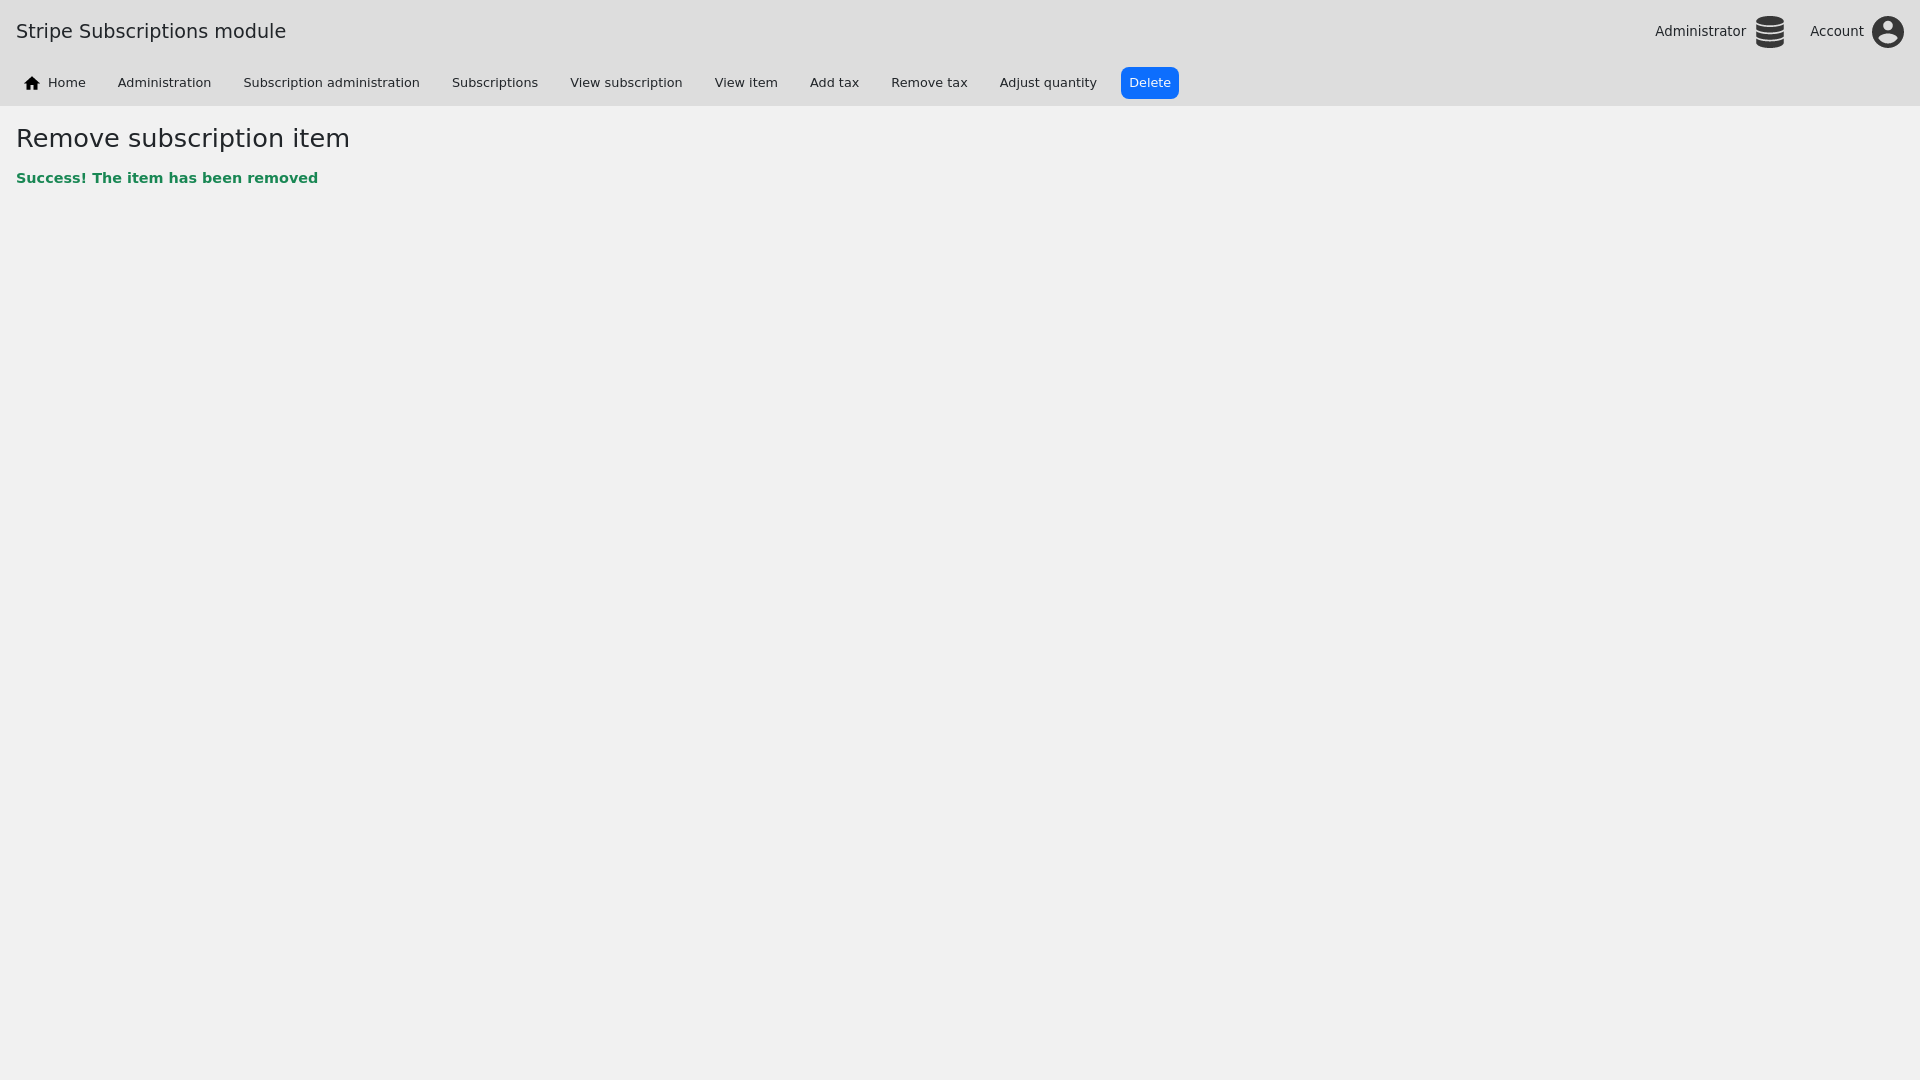 Stripe Subscriptions module
Administrator
Account
Home Administration Subscription administration Subscriptions View subscription View item Add tax Remove tax Adjust quantity Delete
Remove subscription item
Success! The item has been removed